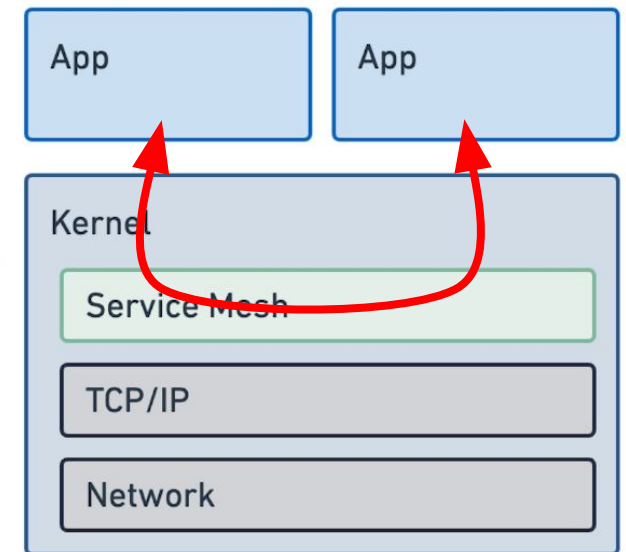 App
App
Kernel
Service Mesh
TCP/IP
Network